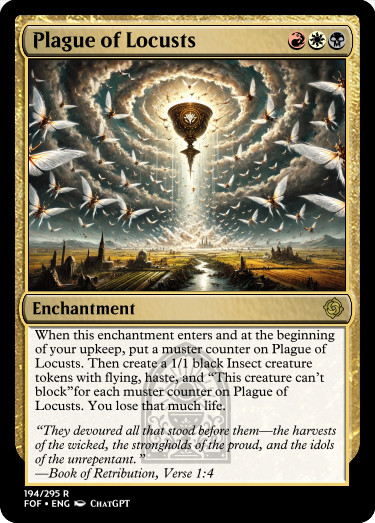 Plague of Locusts
Enchantment
When this enchantment enters and at the beginning
of your upkeep, put a muster counter on Plague of
Locusts. Then create a 1/1 black Insect creature
tokens with flying, haste, and “This creature can’t
block”for each muster counter on Plague of
Locusts. You lose that much life.
“They devoured all that stood before them—the harvests
of the wicked, the strongholds of the proud, and the idols
of the unrepentant. ”
—Book of Retribution, Verse 1:4
194/295 R
FOF • ENG ChatGPT